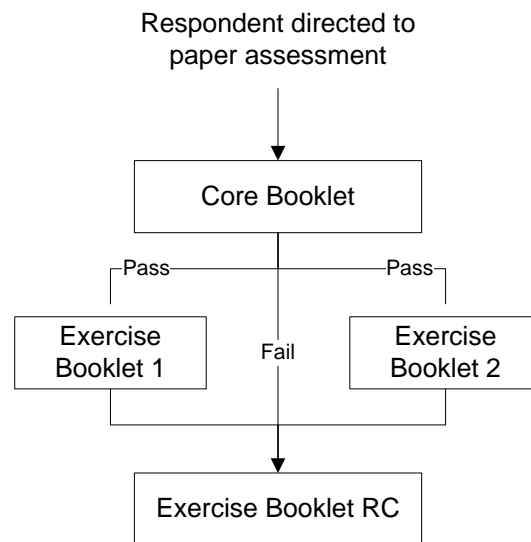 Respondent directed to
paper assessment
Core Booklet
Pass
Pass
Exercise
Booklet 1
Fail
Exercise
Booklet 2
Exercise Booklet RC